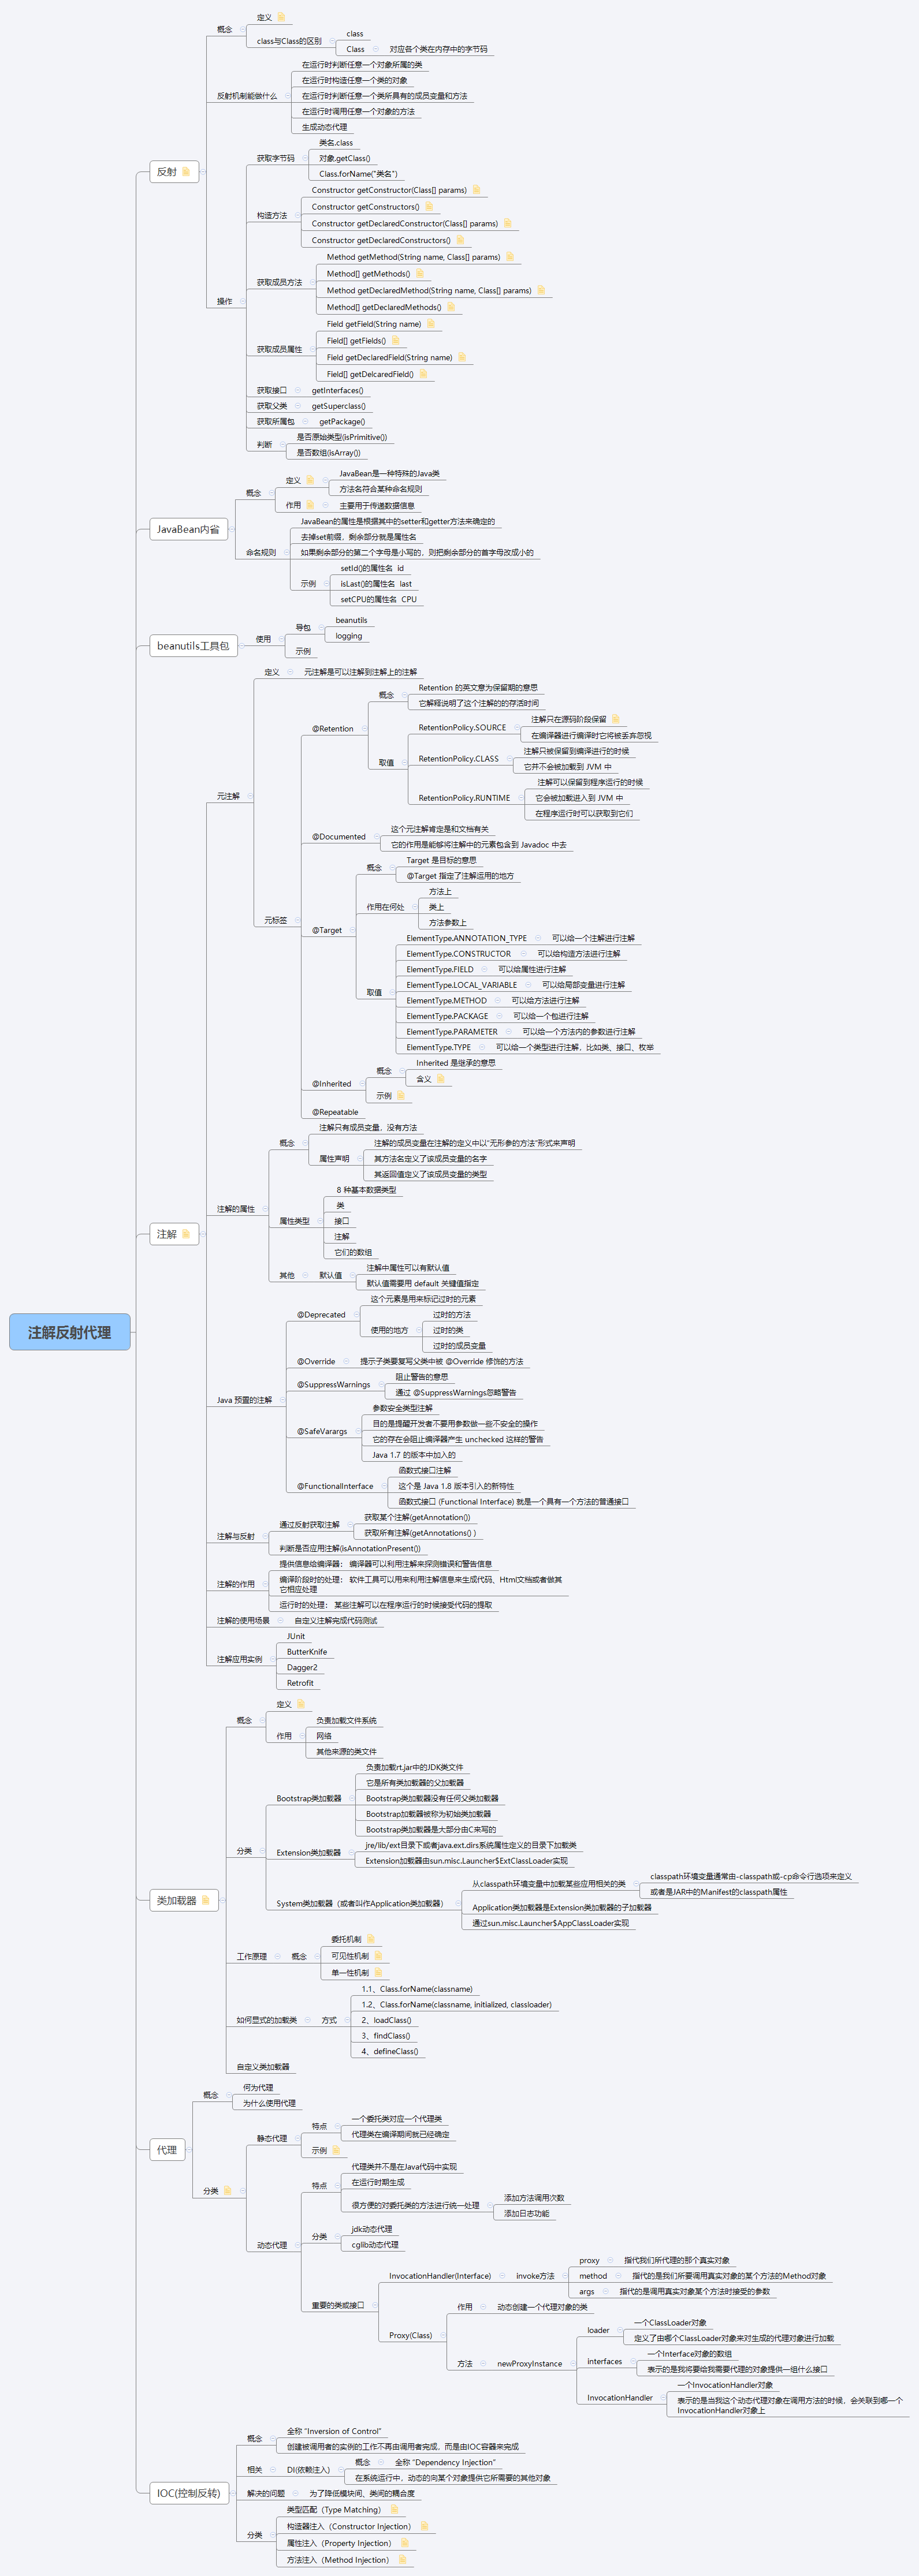 注解反射代理
反射
概念
定义
class与Class的区别
class
Class
对应各个类在内存中的字节码
反射机制能做什么
在运行时判断任意一个对象所属的类
在运行时构造任意一个类的对象
在运行时判断任意一个类所具有的成员变量和方法
在运行时调用任意一个对象的方法
生成动态代理
操作
获取字节码
类名.class
对象.getClass()
Class.forName("类名")
构造方法
Constructor getConstructor(Class[] params)
Constructor getConstructors()
Constructor getDeclaredConstructor(Class[] params)
Constructor getDeclaredConstructors()
获取成员方法
Method getMethod(String name, Class[] params)
Method[] getMethods()
Method getDeclaredMethod(String name, Class[] params)
Method[] getDeclaredMethods()
获取成员属性
Field getField(String name)
Field[] getFields()
Field getDeclaredField(String name)
Field[] getDelcaredField()
获取接口
getInterfaces()
获取父类
getSuperclass()
获取所属包
getPackage()
判断
是否原始类型(isPrimitive())
是否数组(isArray())
JavaBean内省
概念
定义
JavaBean是一种特殊的Java类
方法名符合某种命名规则
作用
主要用于传递数据信息
命名规则
JavaBean的属性是根据其中的setter和getter方法来确定的
去掉set前缀，剩余部分就是属性名
如果剩余部分的第二个字母是小写的，则把剩余部分的首字母改成小的
示例
setId()的属性名 id
isLast()的属性名 last
setCPU的属性名 CPU
beanutils工具包
使用
导包
beanutils
logging
示例
注解
元注解
定义
元注解是可以注解到注解上的注解
元标签
@Retention
概念
Retention 的英文意为保留期的意思
它解释说明了这个注解的的存活时间
取值
RetentionPolicy.SOURCE
注解只在源码阶段保留
在编译器进行编译时它将被丢弃忽视
RetentionPolicy.CLASS
注解只被保留到编译进行的时候
它并不会被加载到 JVM 中
RetentionPolicy.RUNTIME
注解可以保留到程序运行的时候
它会被加载进入到 JVM 中
在程序运行时可以获取到它们
@Documented
这个元注解肯定是和文档有关
它的作用是能够将注解中的元素包含到 Javadoc 中去
@Target
概念
Target 是目标的意思
@Target 指定了注解运用的地方
作用在何处
方法上
类上
方法参数上
取值
ElementType.ANNOTATION_TYPE
可以给一个注解进行注解
ElementType.CONSTRUCTOR
可以给构造方法进行注解
ElementType.FIELD
可以给属性进行注解
ElementType.LOCAL_VARIABLE
可以给局部变量进行注解
ElementType.METHOD
可以给方法进行注解
ElementType.PACKAGE
可以给一个包进行注解
ElementType.PARAMETER
可以给一个方法内的参数进行注解
ElementType.TYPE
可以给一个类型进行注解，比如类、接口、枚举
@Inherited
概念
Inherited 是继承的意思
含义
示例
@Repeatable
注解的属性
概念
注解只有成员变量，没有方法
属性声明
注解的成员变量在注解的定义中以“无形参的方法”形式来声明
其方法名定义了该成员变量的名字
其返回值定义了该成员变量的类型
属性类型
8 种基本数据类型
类
接口
注解
它们的数组
其他
默认值
注解中属性可以有默认值
默认值需要用 default 关键值指定
Java 预置的注解
@Deprecated
这个元素是用来标记过时的元素
使用的地方
过时的方法
过时的类
过时的成员变量
@Override
提示子类要复写父类中被 @Override 修饰的方法
@SuppressWarnings
阻止警告的意思
通过 @SuppressWarnings忽略警告
@SafeVarargs
参数安全类型注解
目的是提醒开发者不要用参数做一些不安全的操作
它的存在会阻止编译器产生 unchecked 这样的警告
Java 1.7 的版本中加入的
@FunctionalInterface
函数式接口注解
这个是 Java 1.8 版本引入的新特性
函数式接口 (Functional Interface) 就是一个具有一个方法的普通接口
注解与反射
通过反射获取注解
获取某个注解(getAnnotation())
获取所有注解(getAnnotations() )
判断是否应用注解(isAnnotationPresent())
注解的作用
提供信息给编译器： 编译器可以利用注解来探测错误和警告信息
编译阶段时的处理： 软件工具可以用来利用注解信息来生成代码、Html文档或者做其
它相应处理
运行时的处理： 某些注解可以在程序运行的时候接受代码的提取
注解的使用场景
自定义注解完成代码测试
注解应用实例
JUnit
ButterKnife
Dagger2
Retrofit
类加载器
概念
定义
作用
负责加载文件系统
网络
其他来源的类文件
分类
Bootstrap类加载器
负责加载rt.jar中的JDK类文件
它是所有类加载器的父加载器
Bootstrap类加载器没有任何父类加载器
Bootstrap加载器被称为初始类加载器
Bootstrap类加载器是大部分由C来写的
Extension类加载器
jre/lib/ext目录下或者java.ext.dirs系统属性定义的目录下加载类
Extension加载器由sun.misc.Launcher$ExtClassLoader实现
System类加载器（或者叫作Application类加载器）
从classpath环境变量中加载某些应用相关的类
classpath环境变量通常由-classpath或-cp命令行选项来定义
或者是JAR中的Manifest的classpath属性
Application类加载器是Extension类加载器的子加载器
通过sun.misc.Launcher$AppClassLoader实现
工作原理
概念
委托机制
可见性机制
单一性机制
如何显式的加载类
方式
1.1、Class.forName(classname)
1.2、Class.forName(classname, initialized, classloader)
2、loadClass()
3、findClass()
4、defineClass()
自定义类加载器
代理
概念
何为代理
为什么使用代理
分类
静态代理
特点
一个委托类对应一个代理类
代理类在编译期间就已经确定
示例
动态代理
特点
代理类并不是在Java代码中实现
在运行时期生成
很方便的对委托类的方法进行统一处理
添加方法调用次数
添加日志功能
分类
jdk动态代理
cglib动态代理
重要的类或接口
InvocationHandler(Interface)
invoke方法
proxy
指代我们所代理的那个真实对象
method
指代的是我们所要调用真实对象的某个方法的Method对象
args
指代的是调用真实对象某个方法时接受的参数
Proxy(Class)
作用
动态创建一个代理对象的类
方法
newProxyInstance
loader
一个ClassLoader对象
定义了由哪个ClassLoader对象来对生成的代理对象进行加载
interfaces
一个Interface对象的数组
表示的是我将要给我需要代理的对象提供一组什么接口
InvocationHandler
一个InvocationHandler对象
表示的是当我这个动态代理对象在调用方法的时候，会关联到哪一个
InvocationHandler对象上
IOC(控制反转)
概念
全称 “Inversion of Control”
创建被调用者的实例的工作不再由调用者完成，而是由IOC容器来完成
相关
DI(依赖注入)
概念
全称 “Dependency Injection”
在系统运行中，动态的向某个对象提供它所需要的其他对象
解决的问题
为了降低模块间、类间的耦合度
分类
类型匹配（Type Matching）
构造器注入（Constructor Injection）
属性注入（Property Injection）
方法注入（Method Injection）